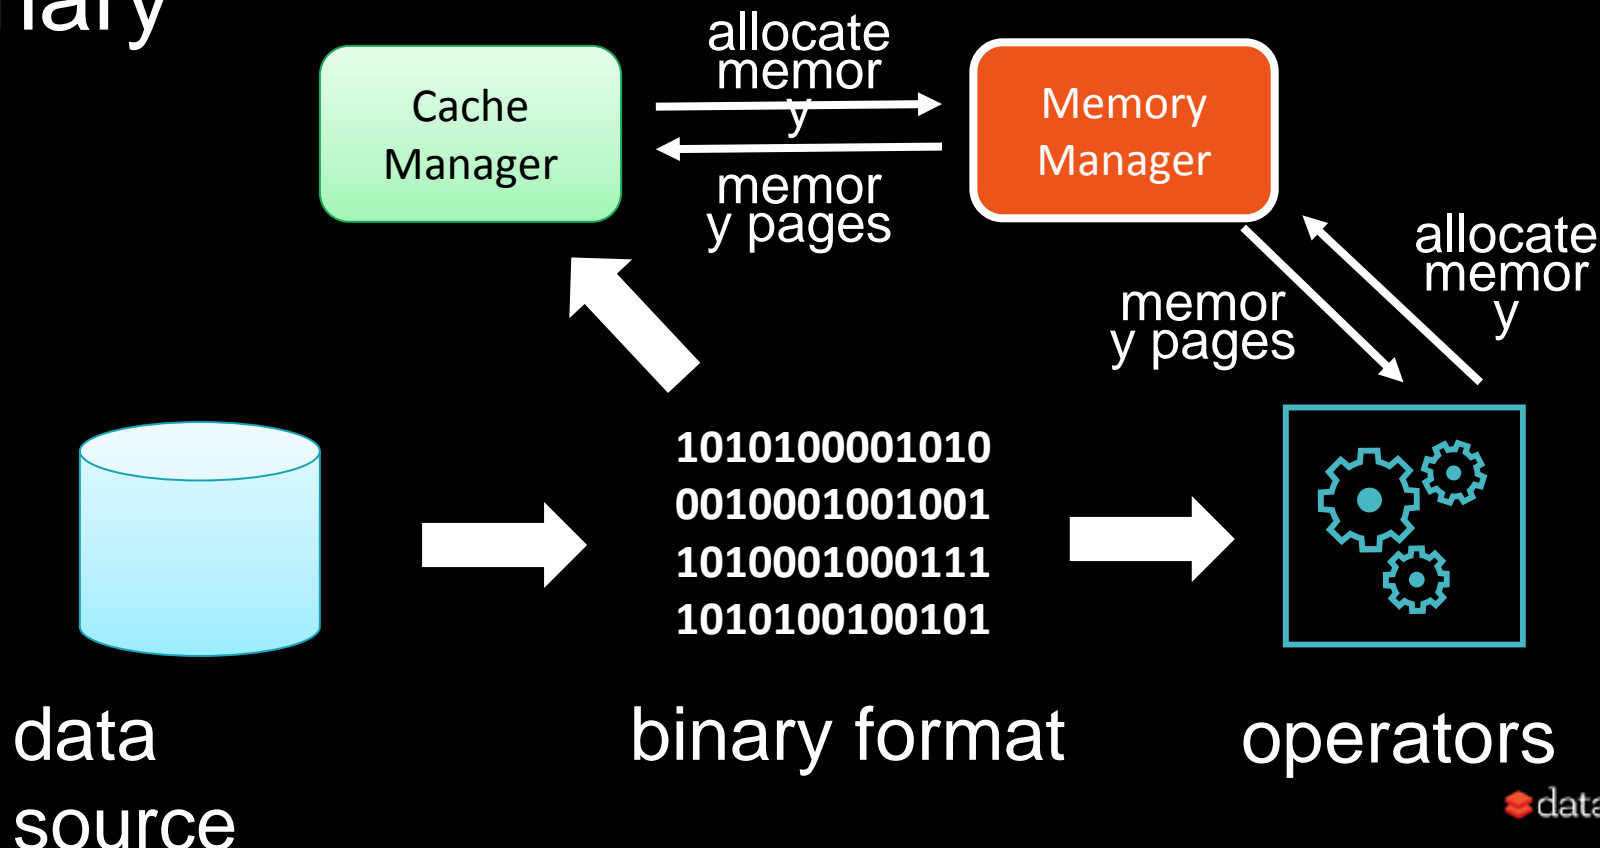 allocate
memor
y
Cache
Manager
Memory
Manager
memor
y pages
allocate
memor
y
memor
y pages
1010100001010
0010001001001
1010001000111
1010100100101
data
source
binary format
operators